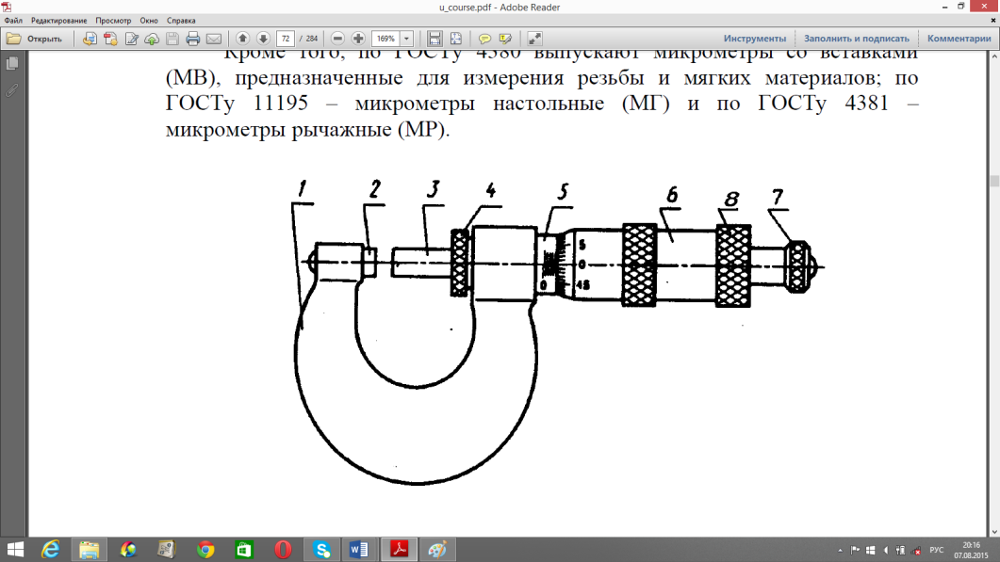 u_course.pdf - Adobe Reader
Файл Редактирование Просмотр Окно Справка
Открыть 72 / 284 169% Инструменты Заполнить и подписать Комментарии
Кроме того, по ГОСТу 4380 выпускают микрометры со вставками
(МВ), предназначенные для измерения резьбы и мягких материалов; по
ГОСТу 11195 – микрометры настольные (МГ) и по ГОСТу 4381 –
микрометры рычажные (МР).
1 2 3 4 5 6 8 7
5
0
0 45
РУС
20:16
07.08.2015